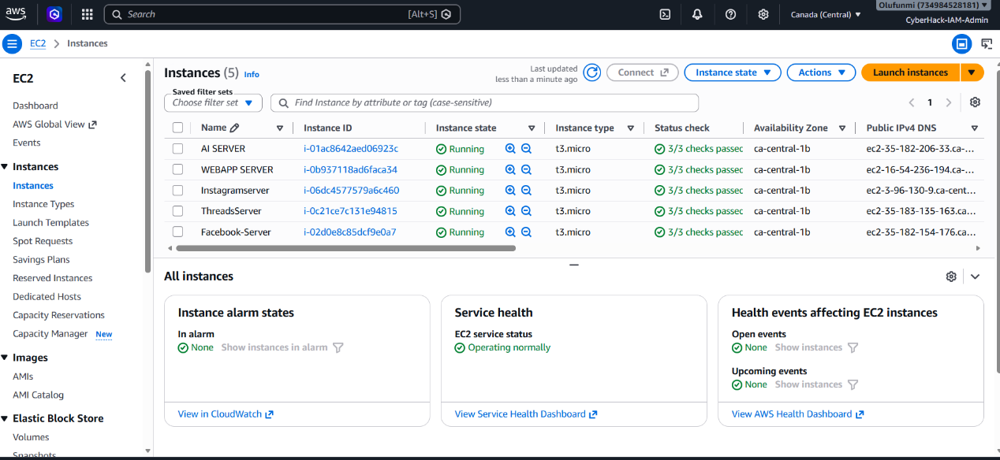 aws
Search [Alt+S]
Canada (Central)
Olufunmi (734984528181)
CyberHack-IAM-Admin
EC2 Instances
EC2
Dashboard
AWS Global View
Events
Instances
Instances
Instance Types
Launch Templates
Spot Requests
Savings Plans
Reserved Instances
Dedicated Hosts
Capacity Reservations
Capacity Manager New
Images
AMIs
AMI Catalog
Elastic Block Store
Volumes
Snapshots
Instances (5) Info
Last updated
less than a minute ago
Connect Instance state Actions Launch instances
Saved filter sets
Choose filter set
Find Instance by attribute or tag (case-sensitive)
1
Name Instance ID Instance state Instance type Status check Availability Zone Public IPv4 DNS
AI SERVER i-01ac8642aed06923c Running t3.micro 3/3 checks passed ca-central-1b ec2-35-182-206-33.ca-...
WEBAPP SERVER i-0b937118ad6faca34 Running t3.micro 3/3 checks passed ca-central-1b ec2-16-54-236-194.ca-...
Instagramserver i-06dc4577579a6c460 Running t3.micro 3/3 checks passed ca-central-1b ec2-3-96-130-9.ca-cent...
ThreadsServer i-0c21ce7c131e94815 Running t3.micro 3/3 checks passed ca-central-1b ec2-35-183-135-163.ca...
Facebook-Server i-02d0e8c85dcf9e0a7 Running t3.micro 3/3 checks passed ca-central-1b ec2-35-182-154-176.ca...
All instances
Instance alarm states
In alarm
None Show instances in alarm
View in CloudWatch
Service health
EC2 service status
Operating normally
View Service Health Dashboard
Health events affecting EC2 instances
Open events
None Show instances
Upcoming events
None Show instances
View AWS Health Dashboard